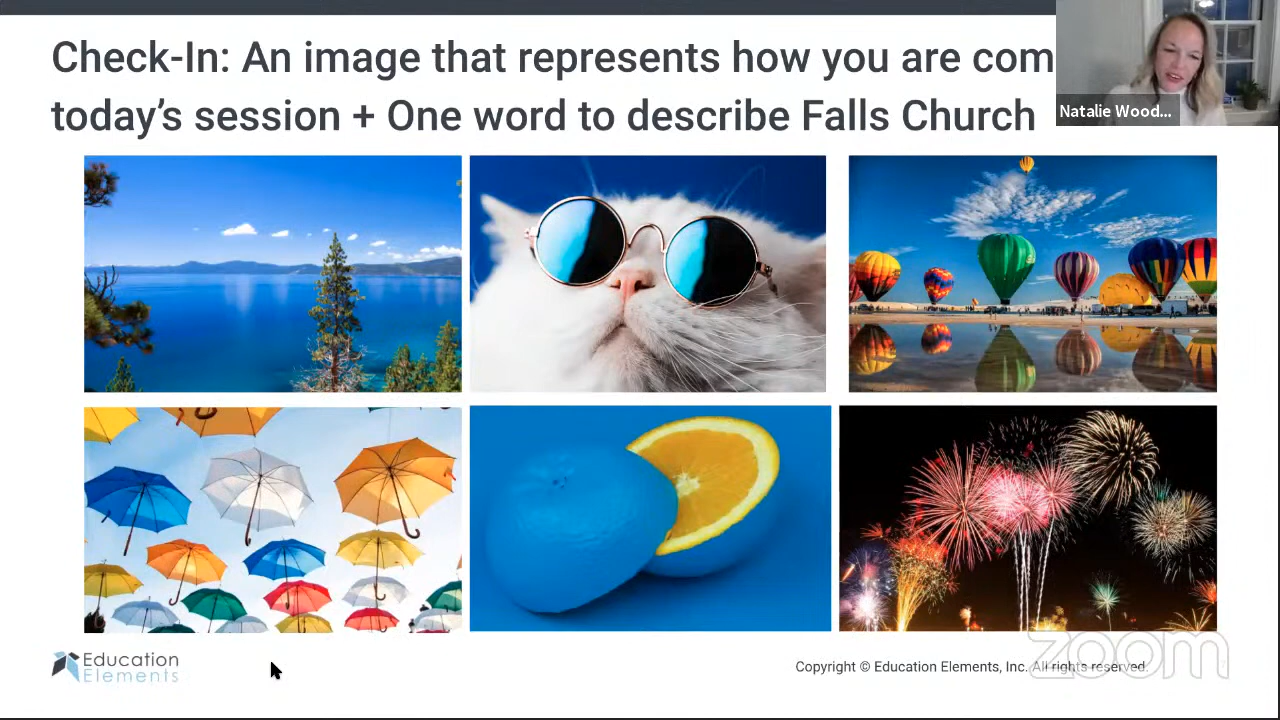 Check-In: An image that represents how you are com
today's session + One word to describe Falls Church
Natalie Wood...
Education
Elements
Copyright © Education Elements, Inc. All rights reserved.
zoom